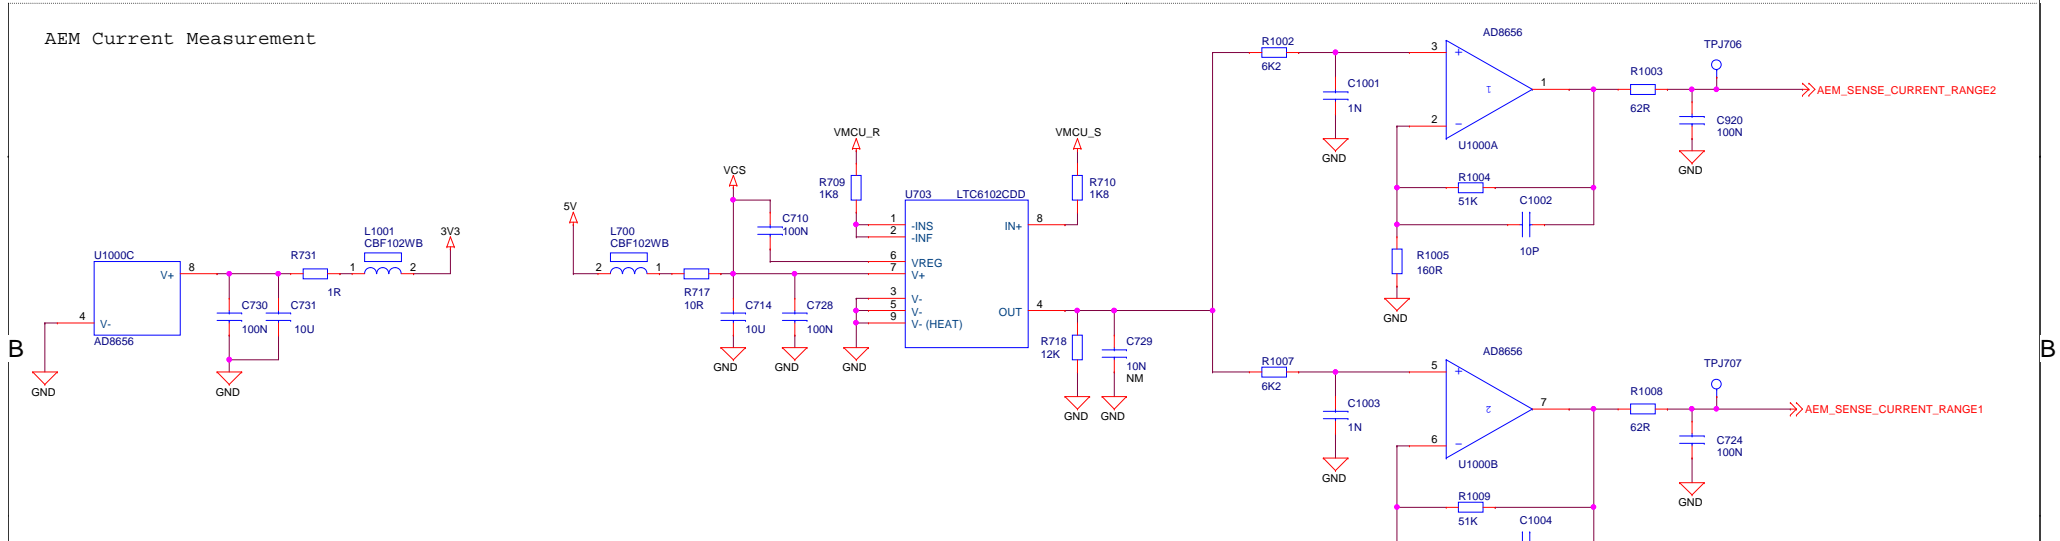 AEM Current Measurement
U1000C
V+
8
4
V-
AD8656
GND
C730
100N
C731
10U
GND
R731
1R
L1001
CBF102WB
1
2
3V3
5V
L700
CBF102WB
2
1
R717
10R
VCS
C710
100N
C714
10U
GND
C728
100N
GND
VMCU_R
R709
1K8
U703
LTC6102CDD
1
-INS
2
-INF
6
VREG
7
V+
3
V-
5
V-
9
V- (HEAT)
GND
IN+
8
OUT
4
VMCU_S
R710
1K8
R718
12K
GND
C729
10N
NM
GND
R1002
6K2
C1001
1N
GND
AD8656
3
+
2
-
1
1
U1000A
R1004
51K
C1002
10P
R1005
160R
GND
R1003
62R
TPJ706
C920
100N
GND
AEM_SENSE_CURRENT_RANGE2
R1007
6K2
C1003
1N
GND
AD8656
5
+
6
-
2
7
U1000B
R1009
51K
C1004
R1008
62R
TPJ707
C724
100N
GND
AEM_SENSE_CURRENT_RANGE1
B
B